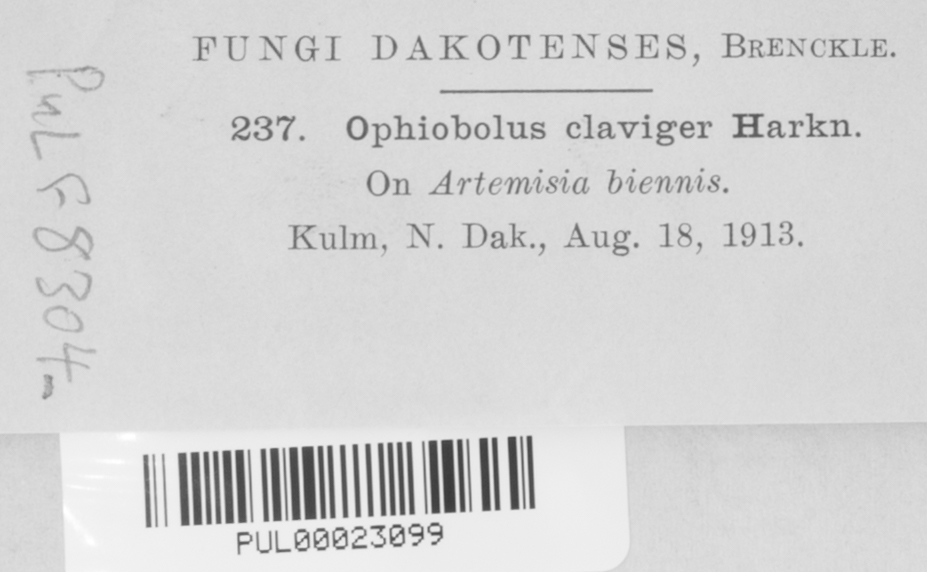 FUNGI DAKOTENSES, BRENCKLE.
237. Ophiobolus claviger Harkn.
On Artemisia biennis.
Kulm, N. Dak., Aug. 18, 1913.
PUL F 8304
PUL00023099